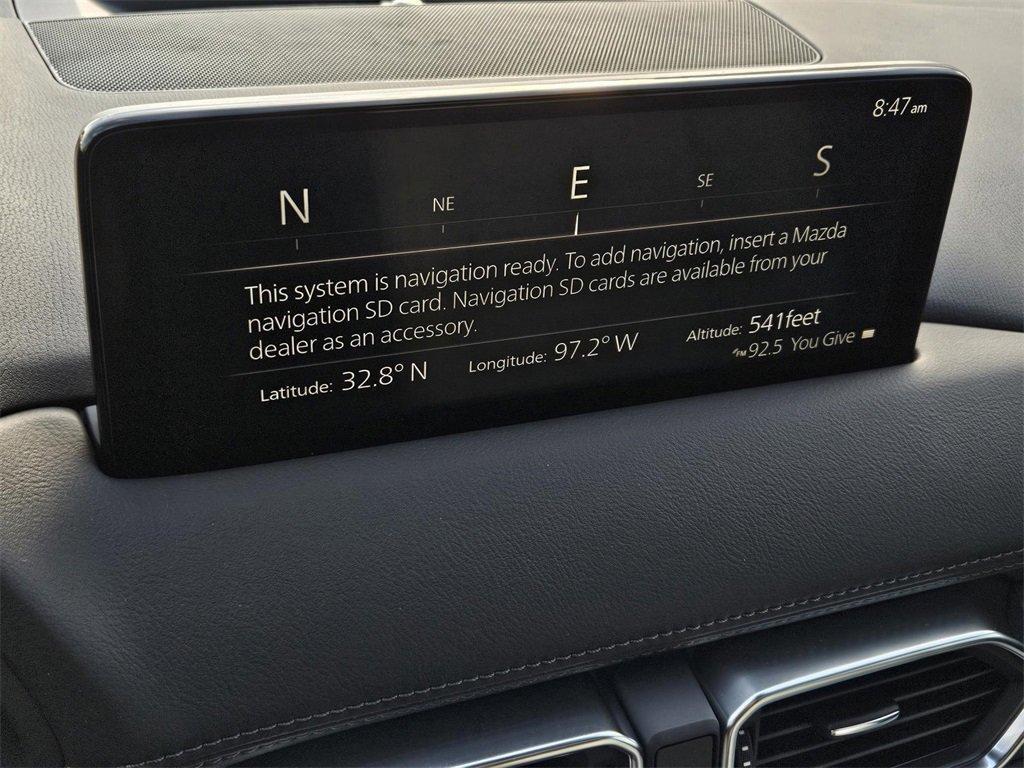 8:47am
N NE E SE S
This system is navigation ready. To add navigation, insert a Mazda
navigation SD card. Navigation SD cards are available from your
dealer as an accessory.
Latitude: 32.8° N Longitude: 97.2° W Altitude: 541feet
FM 92.5 You Give